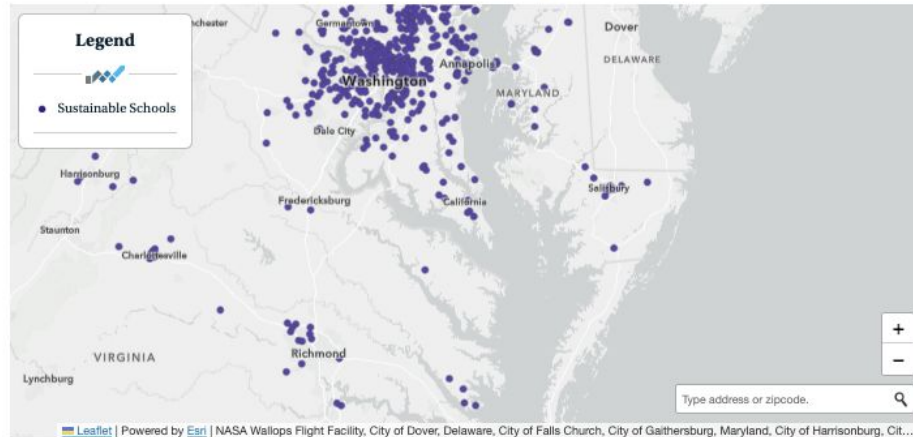 Legend
Sustainable Schools
nchester
Germantown
Dover
Annapolis
DELAWARE
Washington
MARYLAND
Dale City
Harrisonburg
Salisbury
Fredericksburg
California
Staunton
Charlottesville
Richmond
VIRGINIA
Lynchburg
+
−
Type address or zipcode.
Leaflet | Powered by Esri | NASA Wallops Flight Facility, City of Dover, Delaware, City of Falls Church, City of Gaithersburg, Maryland, City of Harrisonburg, Cit...